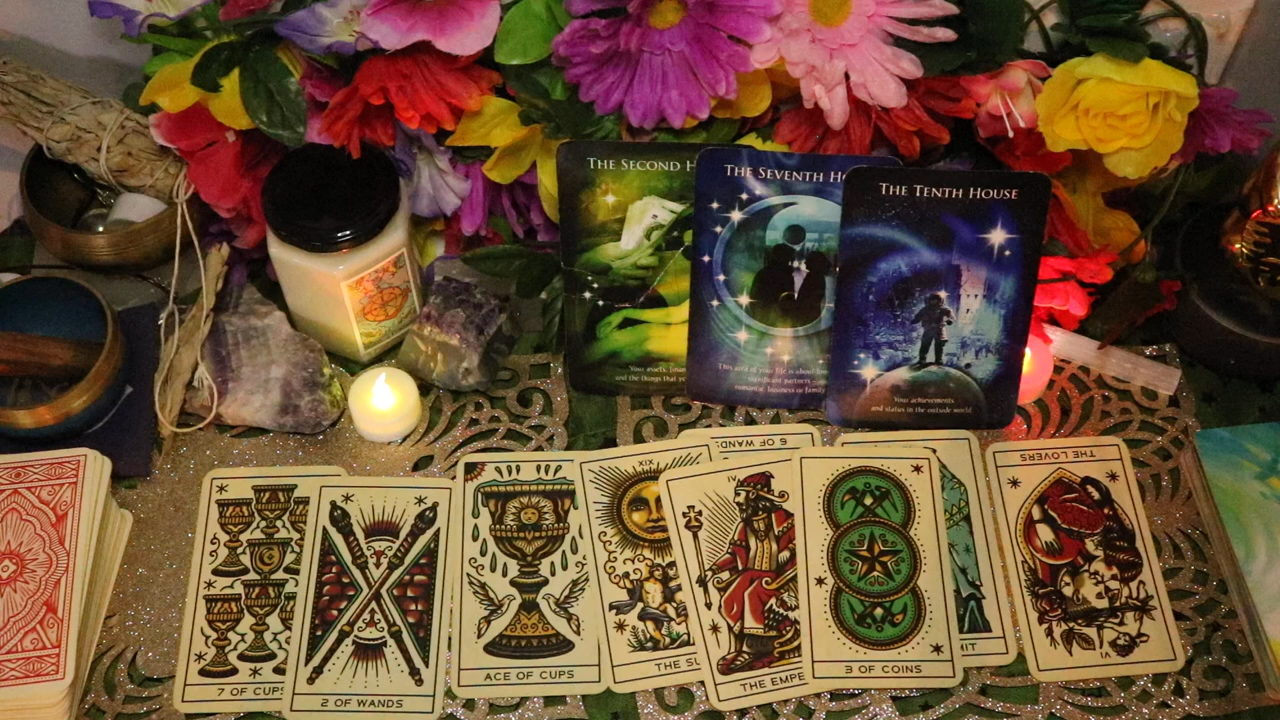 THE SECOND H
Your assets, finan
and the things that yo
THE SEVENTH HO
This area of your life is about lov
significant partners
romantic, business or family
THE TENTH HOUSE
Your achievements
and status in the outside world
7 OF CUPS
2 OF WANDS
ACE OF CUPS
XIX
THE SU
6 OF WANDS
IV
THE EMPE
3 OF COINS
MIT
THE LOVERS
VI